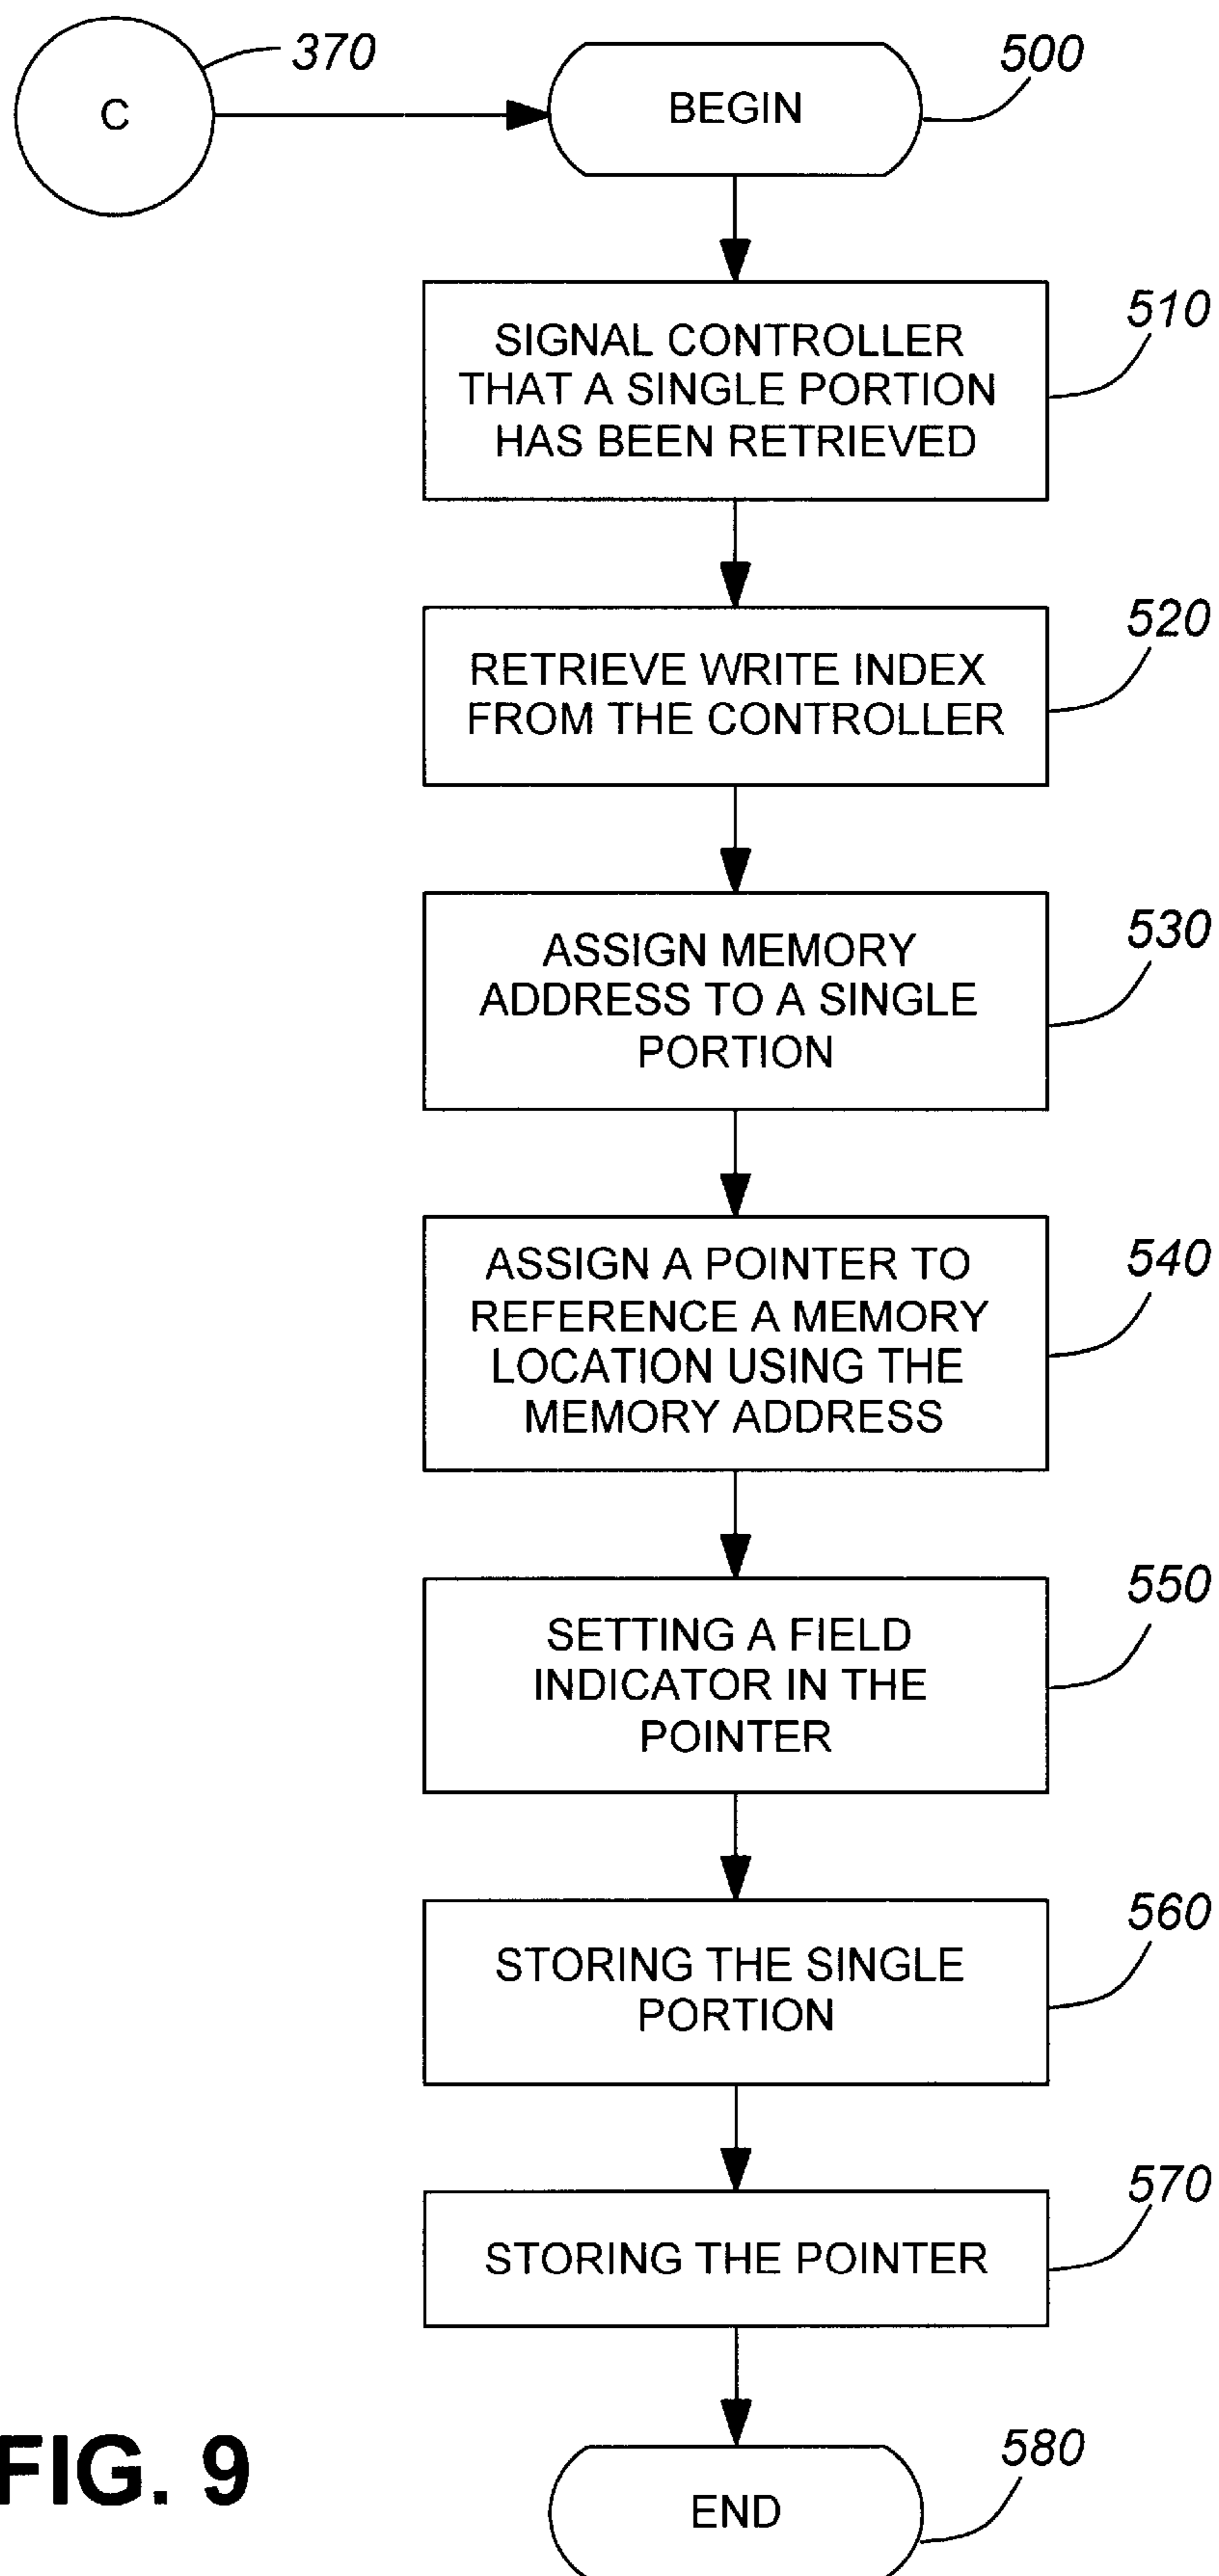 370
C
BEGIN
500
SIGNAL CONTROLLER
THAT A SINGLE PORTION
HAS BEEN RETRIEVED
510
RETRIEVE WRITE INDEX
FROM THE CONTROLLER
520
ASSIGN MEMORY
ADDRESS TO A SINGLE
PORTION
530
ASSIGN A POINTER TO
REFERENCE A MEMORY
LOCATION USING THE
MEMORY ADDRESS
540
SETTING A FIELD
INDICATOR IN THE
POINTER
550
STORING THE SINGLE
PORTION
560
STORING THE POINTER
570
END
580
FIG. 9